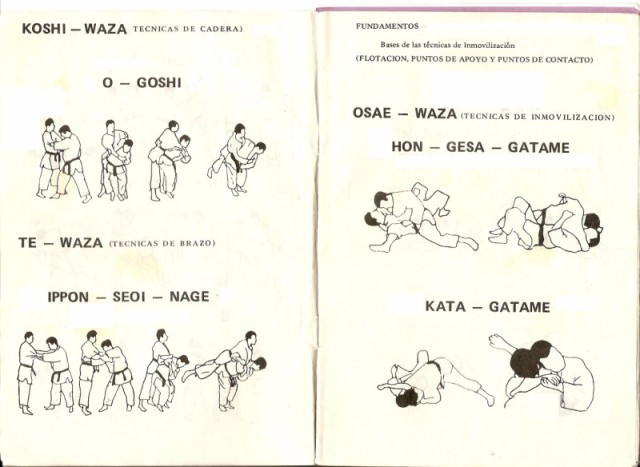 KOSHI – WAZA TECNICAS DE CADERA)
O – GOSHI
TE – WAZA (TECNICAS DE BRAZO)
IPPON – SEOI – NAGE
FUNDAMENTOS
Bases de las técnicas de Inmovilización
(FLOTACION, PUNTOS DE APOYO Y PUNTOS DE CONTACTO)
OSAE – WAZA (TECNICAS DE INMOVILIZACION)
HON – GESA – GATAME
KATA – GATAME